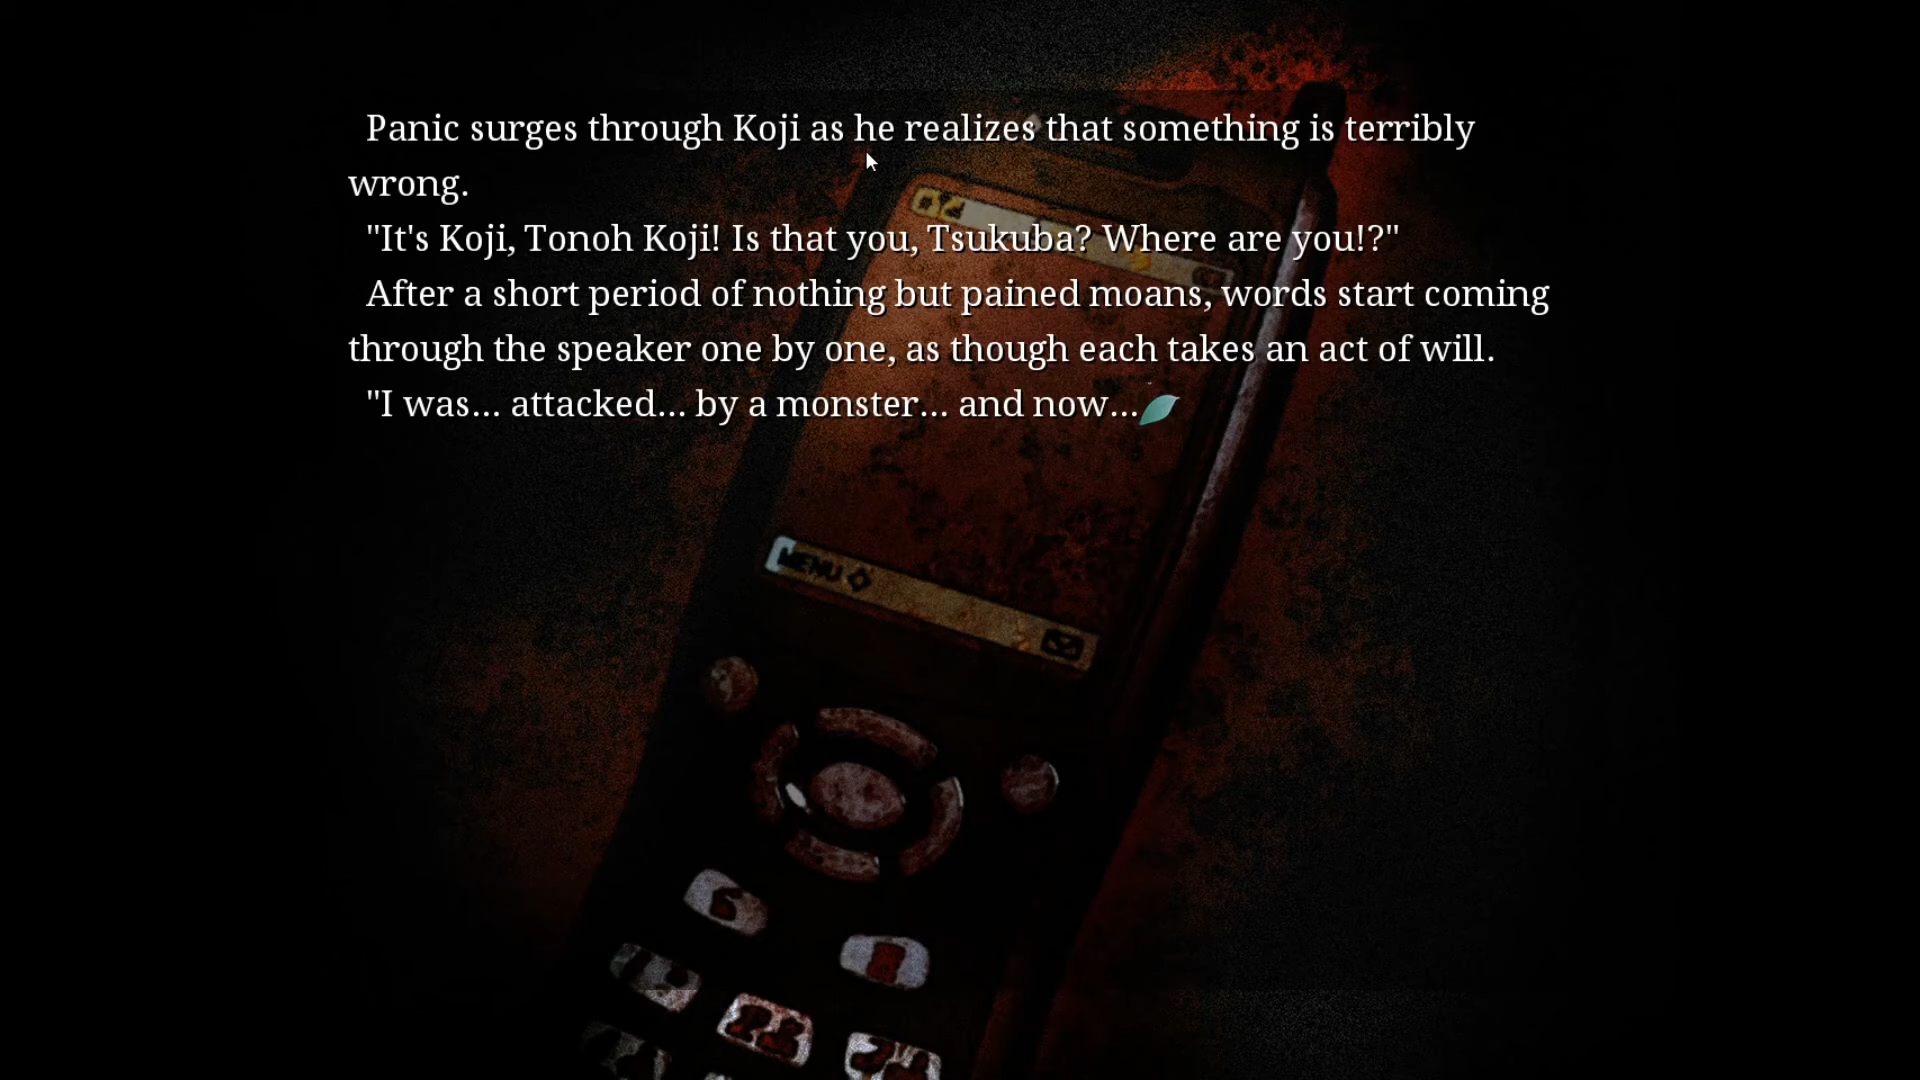 Panic surges through Koji as he realizes that something is terribly
wrong.
"It's Koji, Tonoh Koji! Is that you, Tsukuba? Where are you!?"
After a short period of nothing but pained moans, words start coming
through the speaker one by one, as though each takes an act of will.
"I was... attacked... by a monster... and now...
MENU